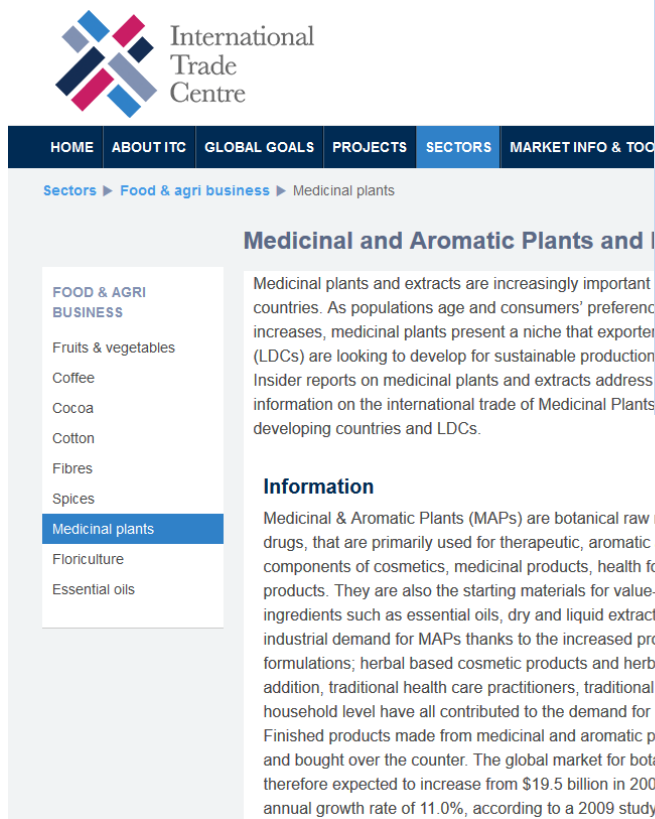 International
Trade
Centre
HOME ABOUT ITC GLOBAL GOALS PROJECTS SECTORS MARKET INFO & TOO
Sectors ▶ Food & agri business ▶ Medicinal plants
Medicinal and Aromatic Plants and
FOOD & AGRI
BUSINESS
Fruits & vegetables
Coffee
Cocoa
Cotton
Fibres
Spices
Medicinal plants
Floriculture
Essential oils
Medicinal plants and extracts are increasingly important
countries. As populations age and consumers' preferenc
increases, medicinal plants present a niche that exporter
(LDCs) are looking to develop for sustainable production
Insider reports on medicinal plants and extracts address
information on the international trade of Medicinal Plants
developing countries and LDCs.
Information
Medicinal & Aromatic Plants (MAPs) are botanical raw
drugs, that are primarily used for therapeutic, aromatic
components of cosmetics, medicinal products, health fo
products. They are also the starting materials for value-
ingredients such as essential oils, dry and liquid extract
industrial demand for MAPs thanks to the increased pro
formulations; herbal based cosmetic products and herb
addition, traditional health care practitioners, traditional
household level have all contributed to the demand for
Finished products made from medicinal and aromatic p
and bought over the counter. The global market for bota
therefore expected to increase from $19.5 billion in 200
annual growth rate of 11.0%, according to a 2009 study